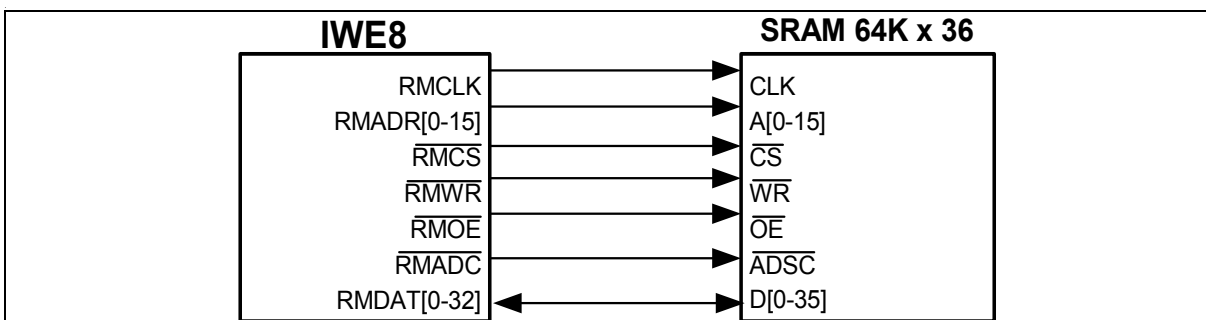 IWE8 SRAM 64K x 36
RMCLK CLK
RMADR[0-15] A[0-15]
RMCS CS
RMWR WR
RMOE OE
RMADC ADSC
RMDAT[0-32] D[0-35]